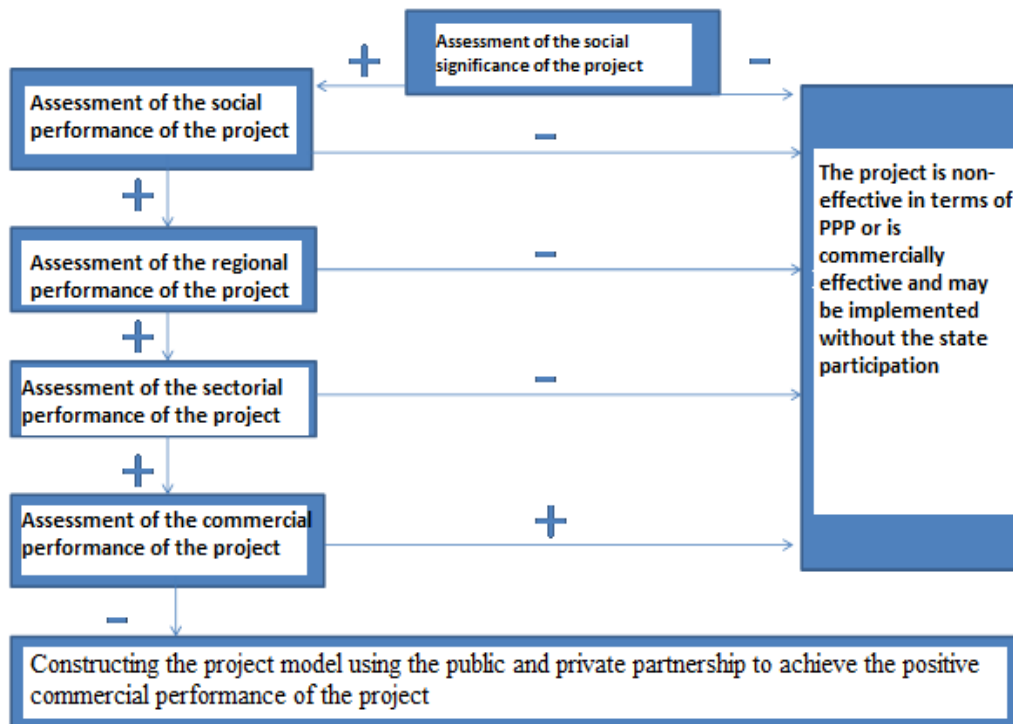 Assessment of the social
significance of the project
+
−
Assessment of the social
performance of the project
−
+
The project is non-
effective in terms of
PPP or is
commercially
effective and may
be implemented
without the state
participation
Assessment of the regional
performance of the project
−
+
Assessment of the sectorial
performance of the project
−
+
Assessment of the commercial
performance of the project
+
−
Constructing the project model using the public and private partnership to achieve the positive
commercial performance of the project